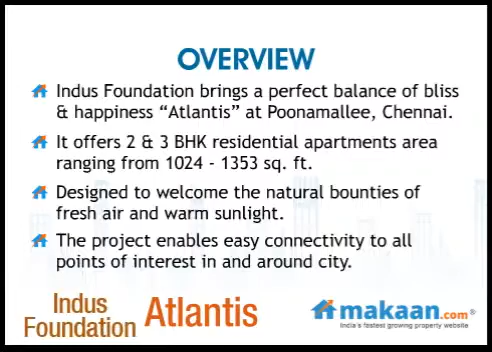 OVERVIEW
Indus Foundation brings a perfect balance of bliss
& happiness “Atlantis” at Poonamallee, Chennai.
It offers 2 & 3 BHK residential apartments area
ranging from 1024 - 1353 sq. ft.
Designed to welcome the natural bounties of
fresh air and warm sunlight.
The project enables easy connectivity to all
points of interest in and around city.
Indus
Foundation
Atlantis
makaan.com®
India's fastest growing property website